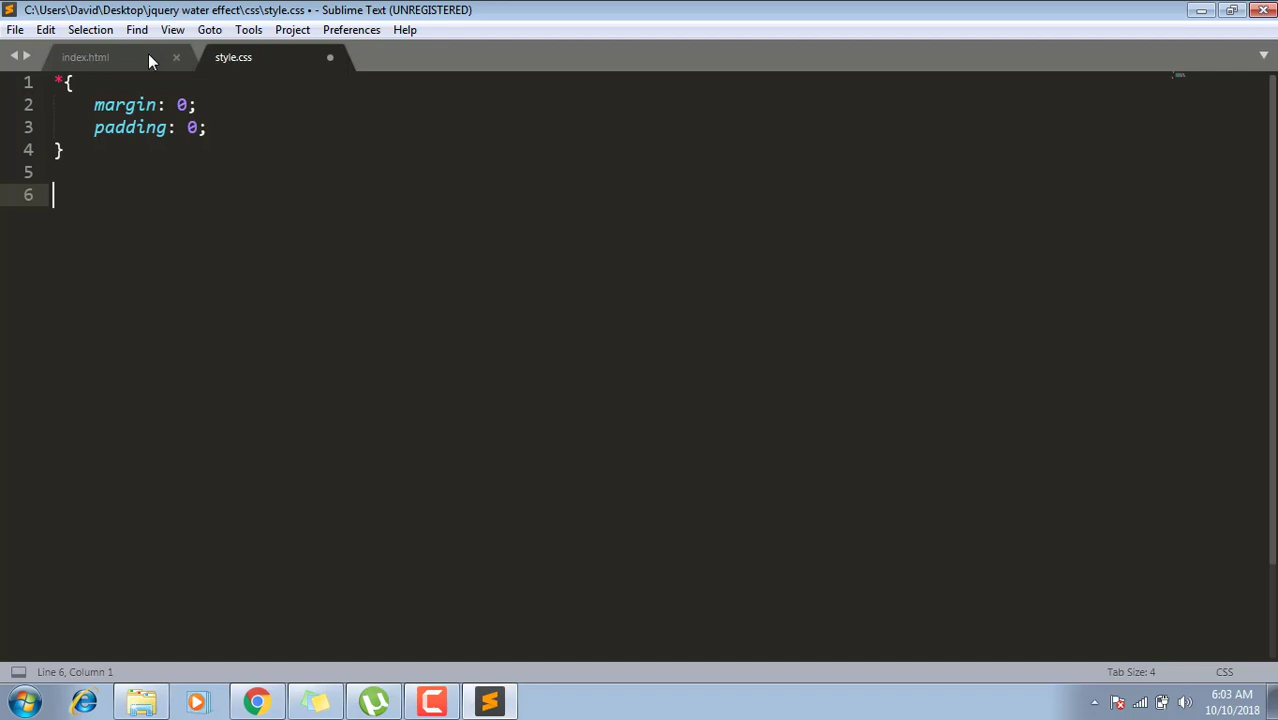 C:\Users\David\Desktop\jquery water effect\css\style.css • - Sublime Text (UNREGISTERED)
File Edit Selection Find View Goto Tools Project Preferences Help
index.html × style.css
1 *{
2 margin: 0;
3 padding: 0;
4 }
5
6
Line 6, Column 1 Tab Size: 4 CSS
6:03 AM
10/10/2018